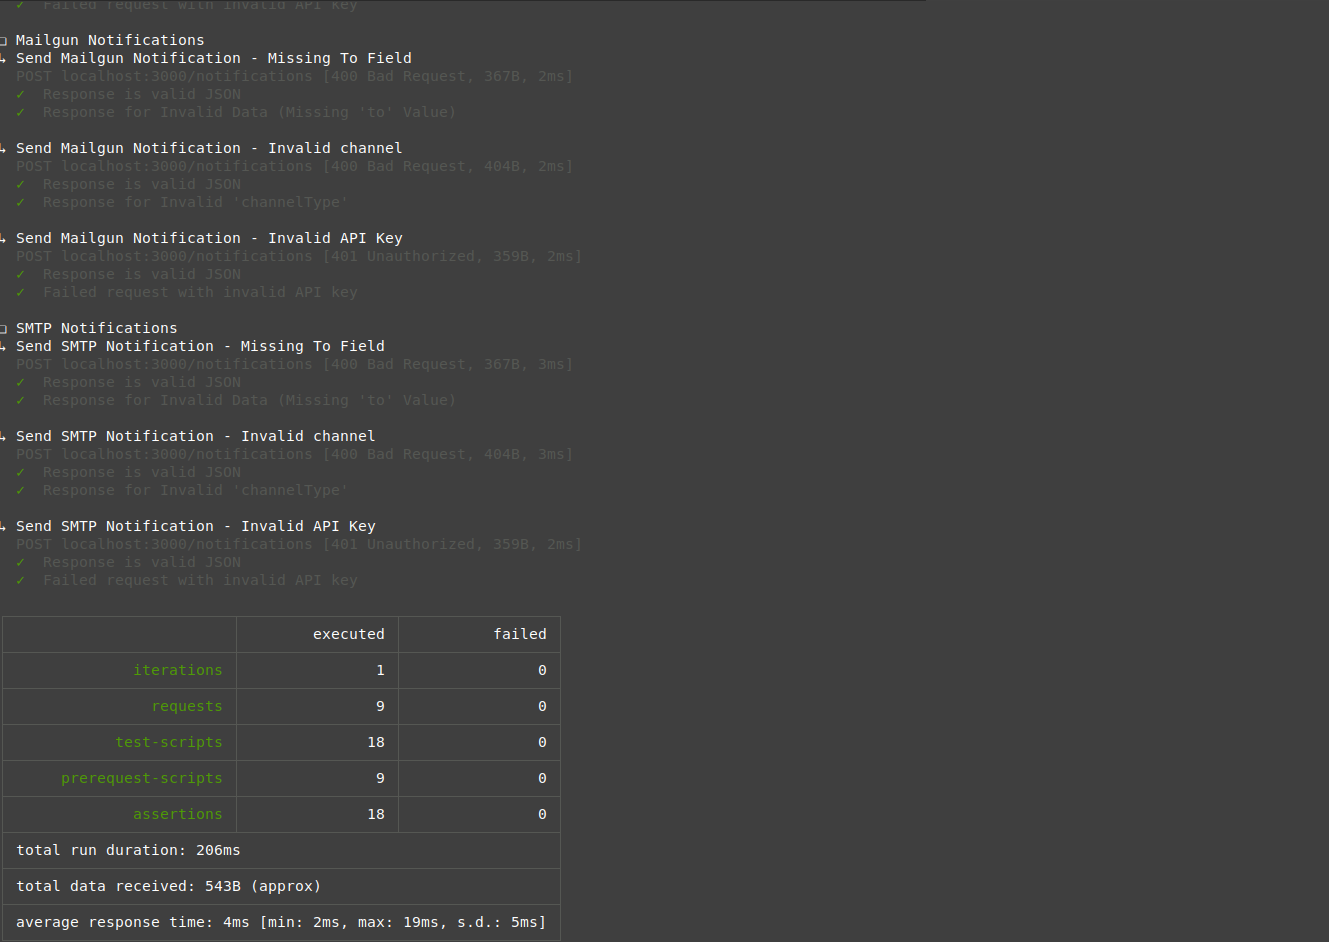 ✓ Failed request with invalid API key
❏ Mailgun Notifications
↳ Send Mailgun Notification - Missing To Field
POST localhost:3000/notifications [400 Bad Request, 367B, 2ms]
✓ Response is valid JSON
✓ Response for Invalid Data (Missing 'to' Value)
↳ Send Mailgun Notification - Invalid channel
POST localhost:3000/notifications [400 Bad Request, 404B, 2ms]
✓ Response is valid JSON
✓ Response for Invalid 'channelType'
↳ Send Mailgun Notification - Invalid API Key
POST localhost:3000/notifications [401 Unauthorized, 359B, 2ms]
✓ Response is valid JSON
✓ Failed request with invalid API key
❏ SMTP Notifications
↳ Send SMTP Notification - Missing To Field
POST localhost:3000/notifications [400 Bad Request, 367B, 3ms]
✓ Response is valid JSON
✓ Response for Invalid Data (Missing 'to' Value)
↳ Send SMTP Notification - Invalid channel
POST localhost:3000/notifications [400 Bad Request, 404B, 3ms]
✓ Response is valid JSON
✓ Response for Invalid 'channelType'
↳ Send SMTP Notification - Invalid API Key
POST localhost:3000/notifications [401 Unauthorized, 359B, 2ms]
✓ Response is valid JSON
✓ Failed request with invalid API key
executed failed
iterations 1 0
requests 9 0
test-scripts 18 0
prerequest-scripts 9 0
assertions 18 0
total run duration: 206ms
total data received: 543B (approx)
average response time: 4ms [min: 2ms, max: 19ms, s.d.: 5ms]